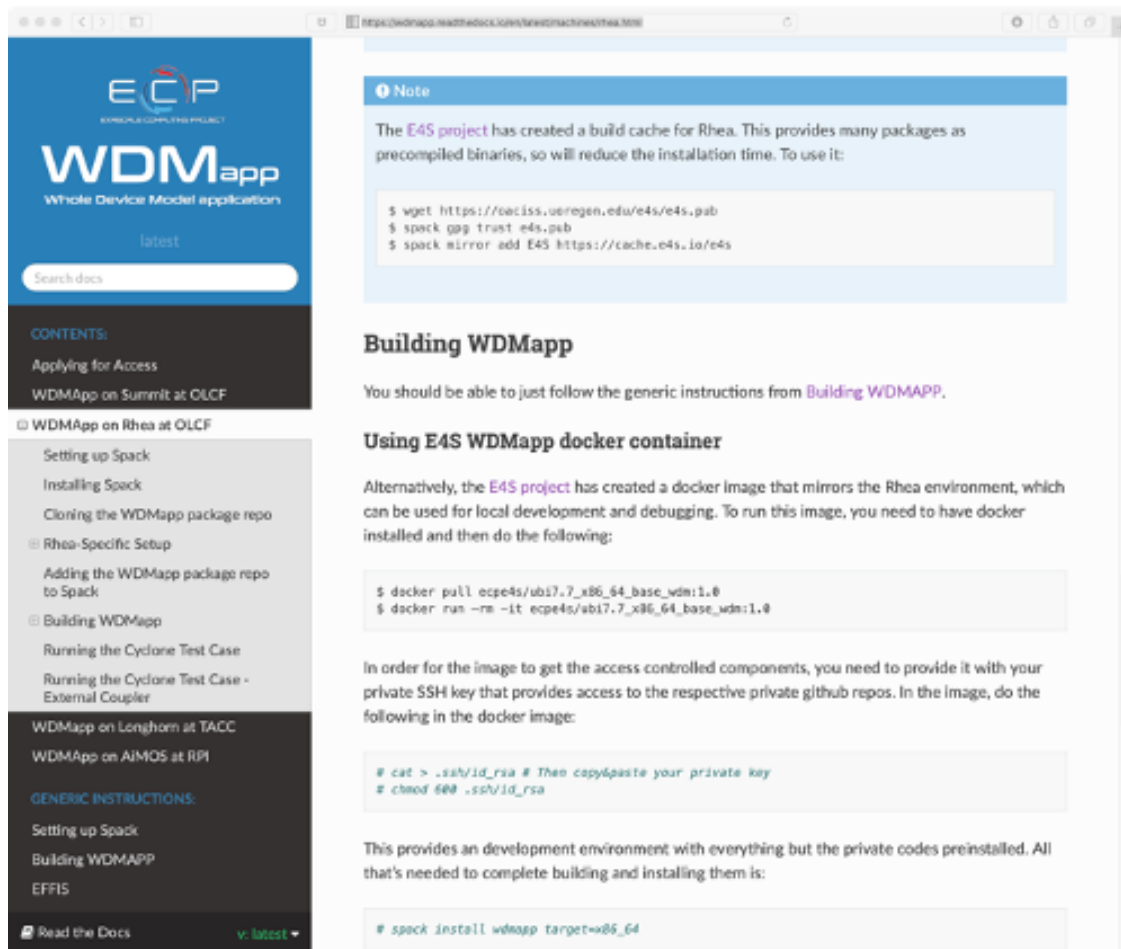 https://wdmapp.readthedocs.io/en/latest/machines/rhea.html
ECP
EXASCALE COMPUTING PROJECT
WDMapp
Whole Device Model application
latest
Search docs
CONTENTS:
Applying for Access
WDMApp on Summit at OLCF
WDMApp on Rhea at OLCF
Setting up Spack
Installing Spack
Cloning the WDMapp package repo
Rhea-Specific Setup
Adding the WDMapp package repo
to Spack
Building WDMapp
Running the Cyclone Test Case
Running the Cyclone Test Case -
External Coupler
WDMapp on Longhorn at TACC
WDMApp on AiMOS at RPI
GENERIC INSTRUCTIONS:
Setting up Spack
Building WDMAPP
EFFIS
Read the Docs
v: latest
Note
The E4S project has created a build cache for Rhea. This provides many packages as
precompiled binaries, so will reduce the installation time. To use it:
$ wget https://oaciss.uoregon.edu/e4s/e4s.pub
$ spack gpg trust e4s.pub
$ spack mirror add E4S https://cache.e4s.io/e4s
Building WDMapp
You should be able to just follow the generic instructions from Building WDMAPP.
Using E4S WDMapp docker container
Alternatively, the E4S project has created a docker image that mirrors the Rhea environment, which
can be used for local development and debugging. To run this image, you need to have docker
installed and then do the following:
$ docker pull ecpe4s/ubi7.7_x86_64_base_wdm:1.0
$ docker run —rm -it ecpe4s/ubi7.7_x86_64_base_wdm:1.0
In order for the image to get the access controlled components, you need to provide it with your
private SSH key that provides access to the respective private github repos. In the image, do the
following in the docker image:
# cat > .ssh/id_rsa # Then copy&paste your private key
# chmod 600 .ssh/id_rsa
This provides an development environment with everything but the private codes preinstalled. All
that's needed to complete building and installing them is:
# spack install wdmapp target=x86_64